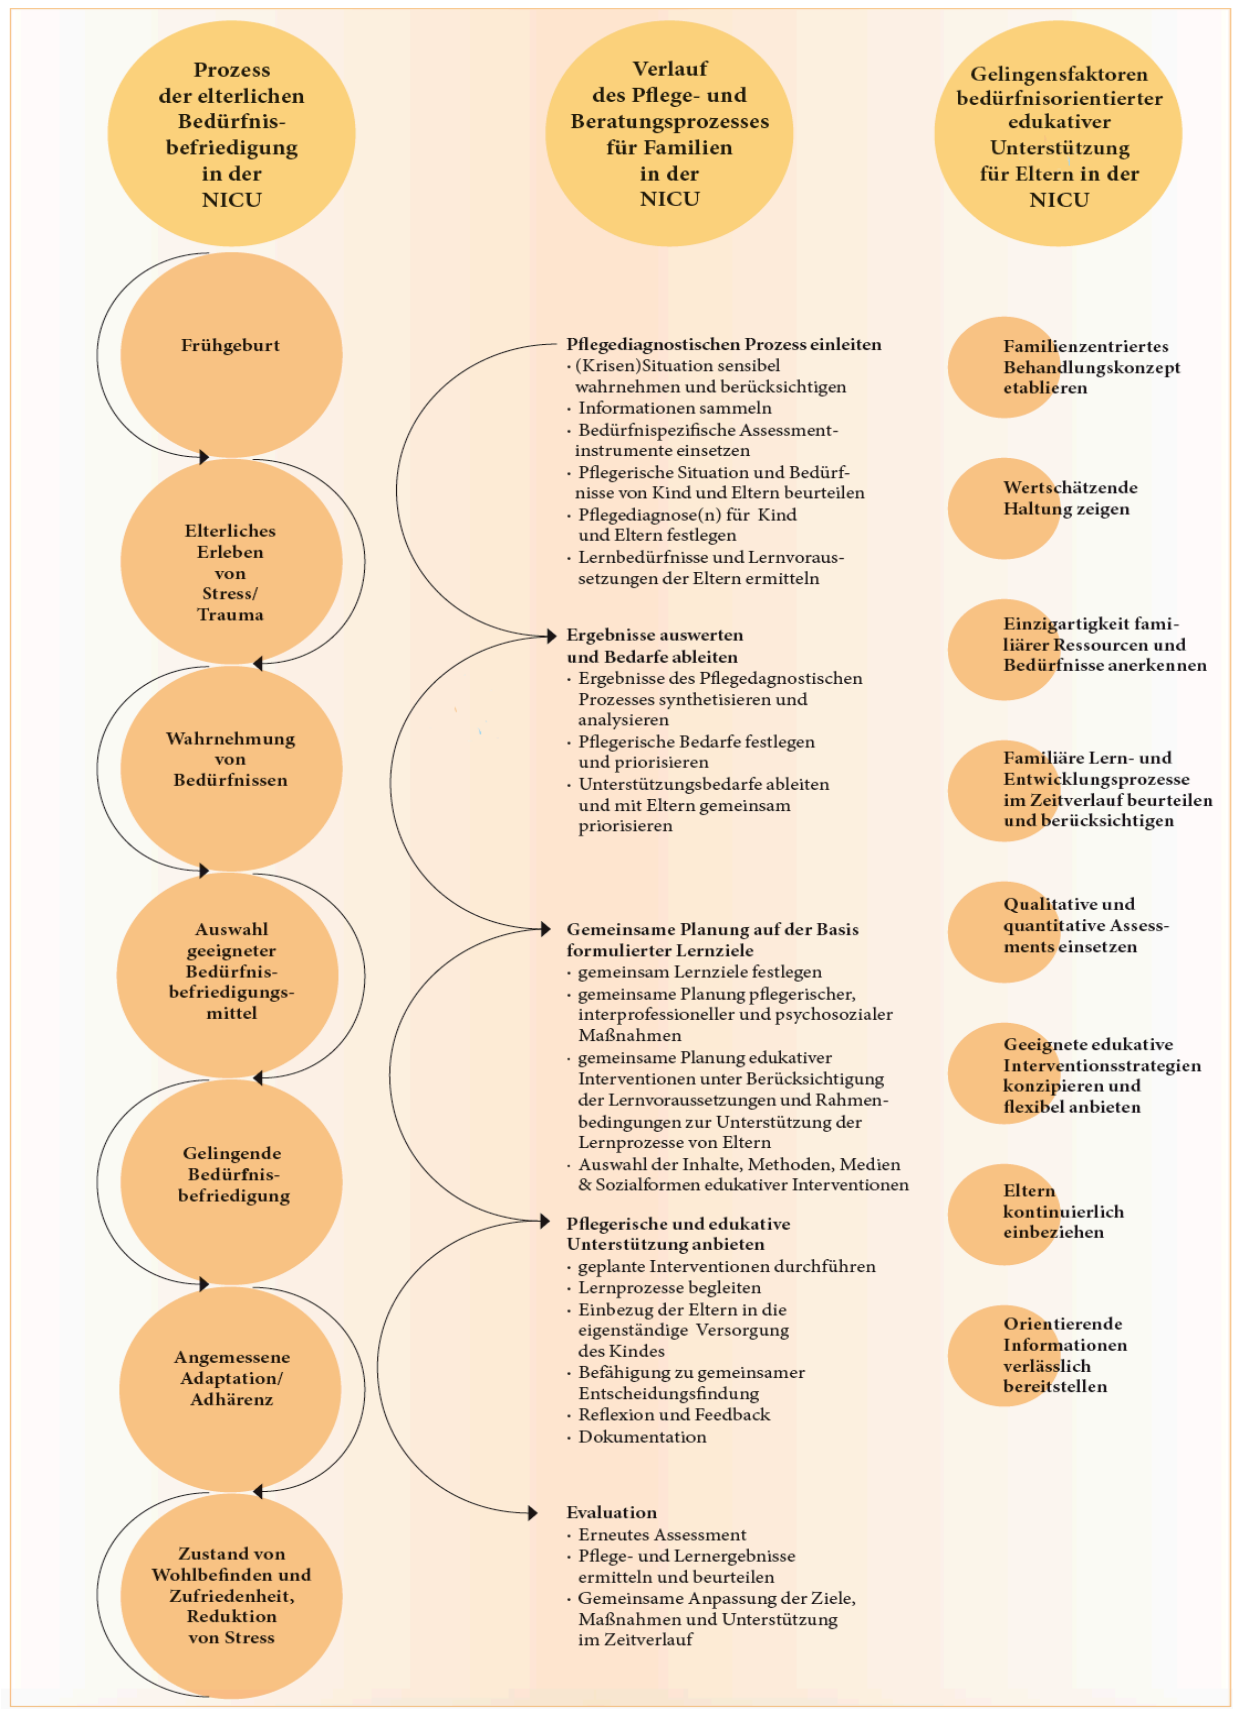 Prozess
der elterlichen
Bedürfnis-
befriedigung
in der
NICU
Frühgeburt
Elterliches
Erleben
von
Stress/
Trauma
Wahrnehmung
von
Bedürfnissen
Auswahl
geeigneter
Bedürfnis-
befriedigungs-
mittel
Gelingende
Bedürfnis-
befriedigung
Angemessene
Adaptation/
Adhärenz
Zustand von
Wohlbefinden und
Zufriedenheit,
Reduktion
von Stress
Verlauf
des Pflege- und
Beratungsprozesses
für Familien
in der
NICU
Pflegediagnostischen Prozess einleiten
· (Krisen)Situation sensibel
wahrnehmen und berücksichtigen
· Informationen sammeln
· Bedürfnispezifische Assessment-
instrumente einsetzen
· Pflegerische Situation und Bedürf-
nisse von Kind und Eltern beurteilen
· Pflegediagnose(n) für Kind
und Eltern festlegen
· Lernbedürfnisse und Lernvoraus-
setzungen der Eltern ermitteln
Ergebnisse auswerten
und Bedarfe ableiten
· Ergebnisse des Pflegedagnostischen
Prozesses synthetisieren und
analysieren
· Pflegerische Bedarfe festlegen
und priorisieren
· Unterstützungsbedarfe ableiten
und mit Eltern gemeinsam
priorisieren
Gemeinsame Planung auf der Basis
formulierter Lernziele
· gemeinsam Lernziele festlegen
· gemeinsame Planung pflegerischer,
interprofessioneller und psychosozialer
Maßnahmen
· gemeinsame Planung edukativer
Interventionen unter Berücksichtigung
der Lernvoraussetzungen und Rahmen-
bedingungen zur Unterstützung der
Lernprozesse von Eltern
· Auswahl der Inhalte, Methoden, Medien
& Sozialformen edukativer Interventionen
Pflegerische und edukative
Unterstützung anbieten
· geplante Interventionen durchführen
· Lernprozesse begleiten
· Einbezug der Eltern in die
eigenständige Versorgung
des Kindes
· Befähigung zu gemeinsamer
Entscheidungsfindung
· Reflexion und Feedback
· Dokumentation
Evaluation
· Erneutes Assessment
· Pflege- und Lernergebnisse
ermitteln und beurteilen
· Gemeinsame Anpassung der Ziele,
Maßnahmen und Unterstützung
im Zeitverlauf
Gelingensfaktoren
bedürfnisorientierter
edukativer
Unterstützung
für Eltern in der
NICU
Familienzentriertes
Behandlungskonzept
etablieren
Wertschätzende
Haltung zeigen
Einzigartigkeit fami-
liärer Ressourcen und
Bedürfnisse anerkennen
Familiäre Lern- und
Entwicklungsprozesse
im Zeitverlauf beurteilen
und berücksichtigen
Qualitative und
quantitative Assess-
ments einsetzen
Geeignete edukative
Interventionsstrategien
konzipieren und
flexibel anbieten
Eltern
kontinuierlich
einbeziehen
Orientierende
Informationen
verlässlich
bereitstellen